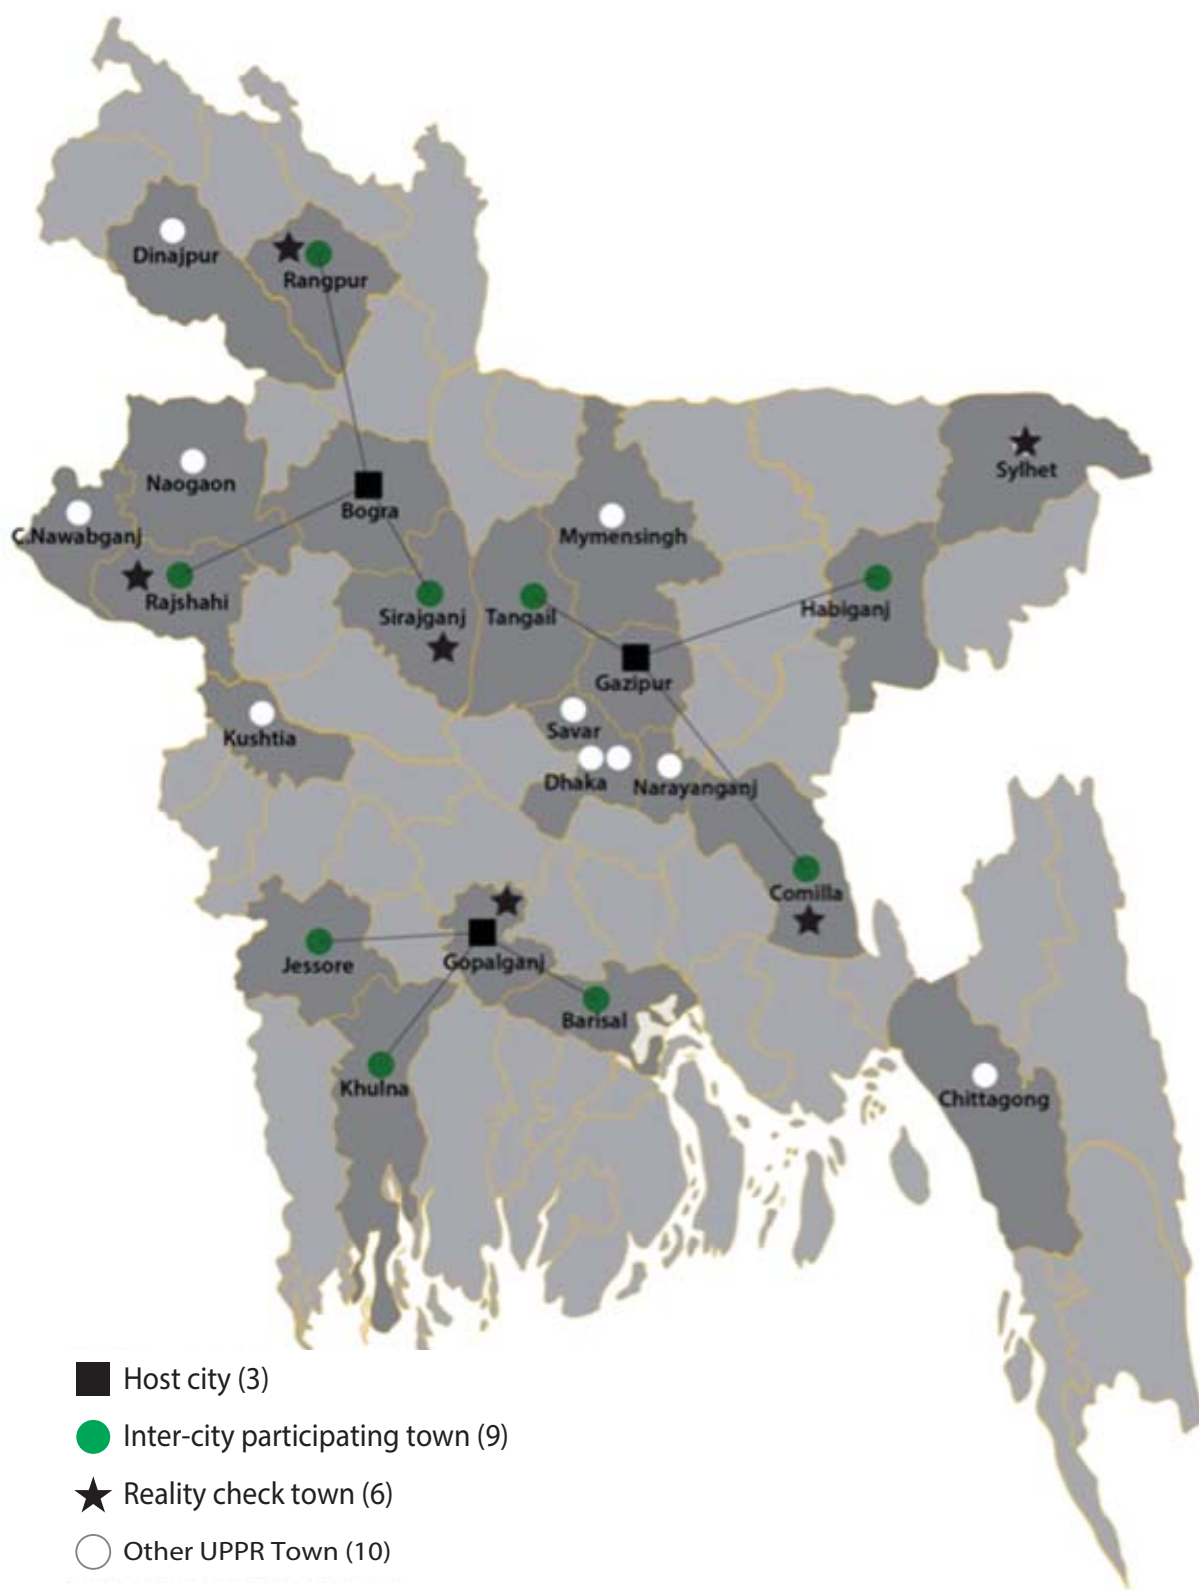 Dinajpur
Rangpur
Sylhet
Naogaon
Bogra
C.Nawabganj
Mymensingh
Rajshahi
Sirajganj
Tangail
Habiganj
Gazipur
Kushtia
Savar
Dhaka
Narayanganj
Comilla
Jessore
Gopalganj
Barisal
Khulna
Chittagong
Host city (3)
Inter-city participating town (9)
Reality check town (6)
Other UPPR Town (10)